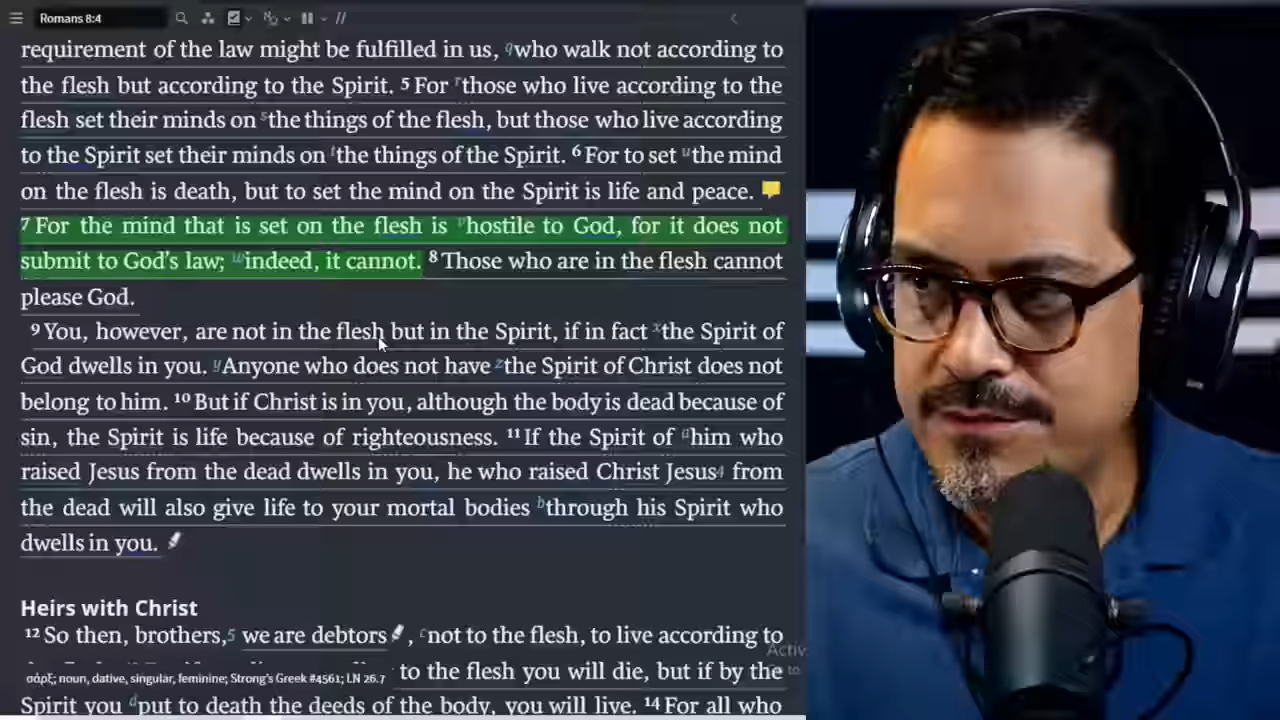 Romans 8:4
requirement of the law might be fulfilled in us, q who walk not according to
the flesh but according to the Spirit. 5 For r those who live according to the
flesh set their minds on s the things of the flesh, but those who live according
to the Spirit set their minds on t the things of the Spirit. 6 For to set u the mind
on the flesh is death, but to set the mind on the Spirit is life and peace.
7 For the mind that is set on the flesh is v hostile to God, for it does not
submit to God's law; w indeed, it cannot. 8 Those who are in the flesh cannot
please God.
9 You, however, are not in the flesh but in the Spirit, if in fact x the Spirit of
God dwells in you. y Anyone who does not have z the Spirit of Christ does not
belong to him. 10 But if Christ is in you, although the body is dead because of
sin, the Spirit is life because of righteousness. 11 If the Spirit of a him who
raised Jesus from the dead dwells in you, he who raised Christ Jesus 4 from
the dead will also give life to your mortal bodies b through his Spirit who
dwells in you.
Heirs with Christ
12 So then, brothers, 5 we are debtors, c not to the flesh, to live according to
to the flesh you will die, but if by the
σάρξ; noun, dative, singular, feminine; Strong's Greek #4561; LN 26.7
Spirit you d put to death the deeds of the body, you will live. 14 For all who
Activ